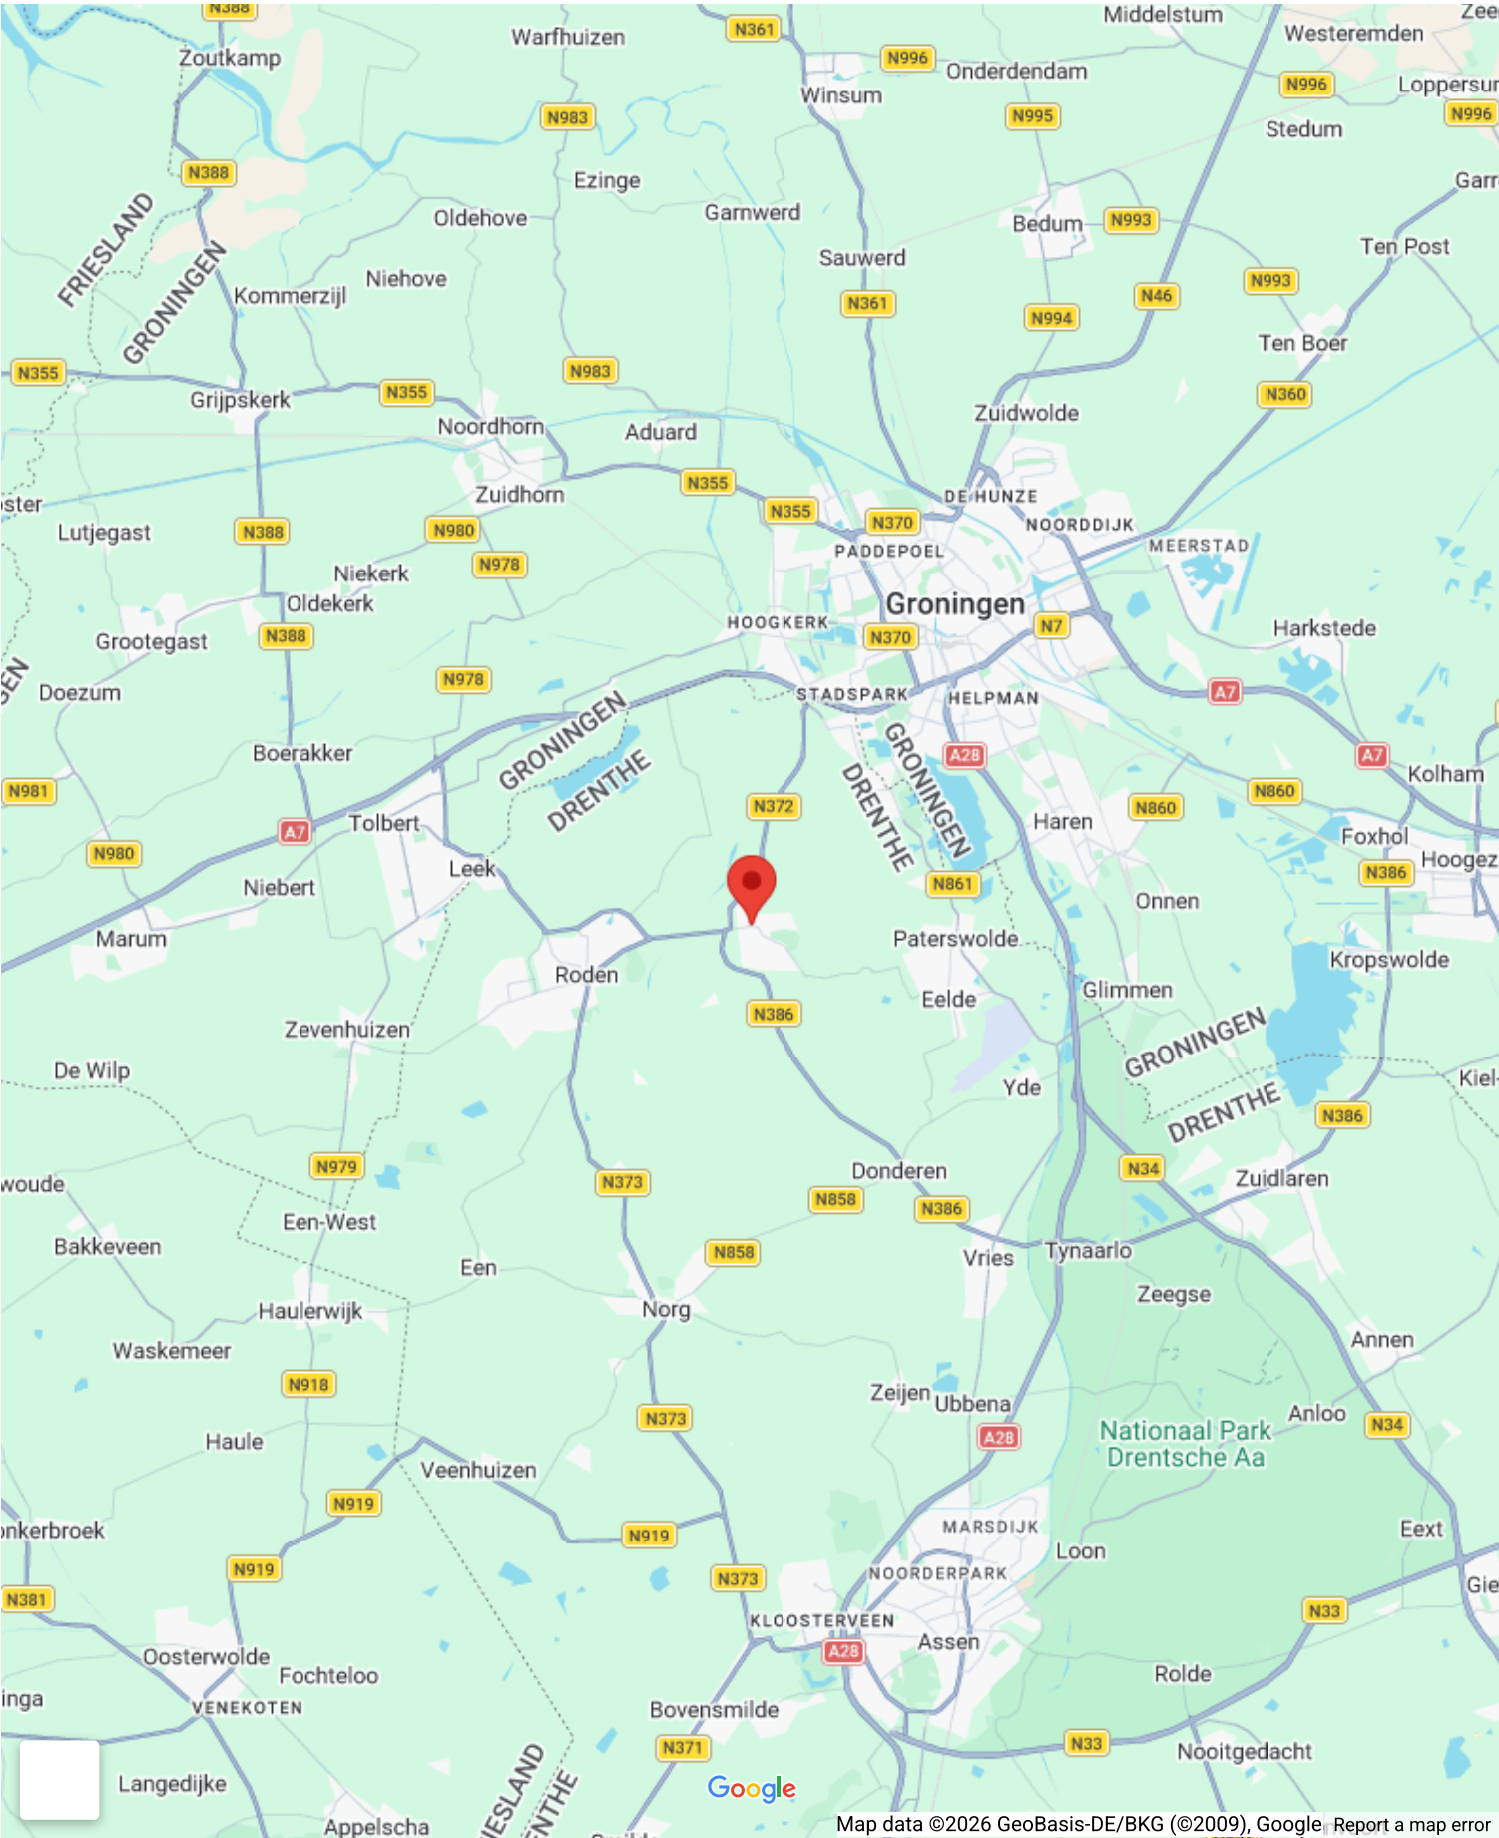 N388
Zoutkamp
Warfhuizen
N361
Middelstum
Westeremden
N996
Onderdendam
N996
Winsum
N983
N995
N996
Stedum
N388
Ezinge
Oldehove
Garnwerd
Bedum
N993
FRIESLAND
GRONINGEN
Sauwerd
Ten Post
Niehove
Kommerzijl
N361
N46
N993
N994
Ten Boer
N355
N983
N355
N360
Grijpskerk
Zuidwolde
Noordhorn
Aduard
N355
Zuidhorn
DE HUNZE
N355
N370
NOORDDIJK
Lutjegast
N388
N980
PADDEPOEL
MEERSTAD
N978
Niekerk
Oldekerk
Groningen
HOOGKERK
N7
Harkstede
Grootegast
N388
N370
N978
Doezum
STADSPARK
HELPMAN
A7
GRONINGEN
DRENTHE
Boerakker
GRONINGEN
DRENTHE
A28
A7
Kolham
N981
N372
N860
N860
Tolbert
A7
Haren
Foxhol
N980
Leek
N386
Niebert
N861
Onnen
Marum
Paterswolde
Kropswolde
Roden
Glimmen
Eelde
N386
Zevenhuizen
GRONINGEN
DRENTHE
De Wilp
Yde
N386
N979
Donderen
N34
Zuidlaren
N373
N858
N386
Een-West
Bakkeveen
N858
Vries
Tynaarlo
Een
Zeegse
Haulerwijk
Norg
Annen
Waskemeer
N918
Zeijen
Ubbena
N373
Anloo
N34
Nationaal Park
Drentsche Aa
A28
Haule
Veenhuizen
N919
MARSDIJK
Eext
N919
Loon
N919
N373
NOORDERPARK
N381
N33
KLOOSTERVEEN
Assen
A28
Oosterwolde
Fochteloo
Rolde
VENEKOTEN
Bovensmilde
N371
N33
Nooitgedacht
Langedijke
Google
Appelscha
Map data ©2026 GeoBasis-DE/BKG (©2009), Google
Report a map error